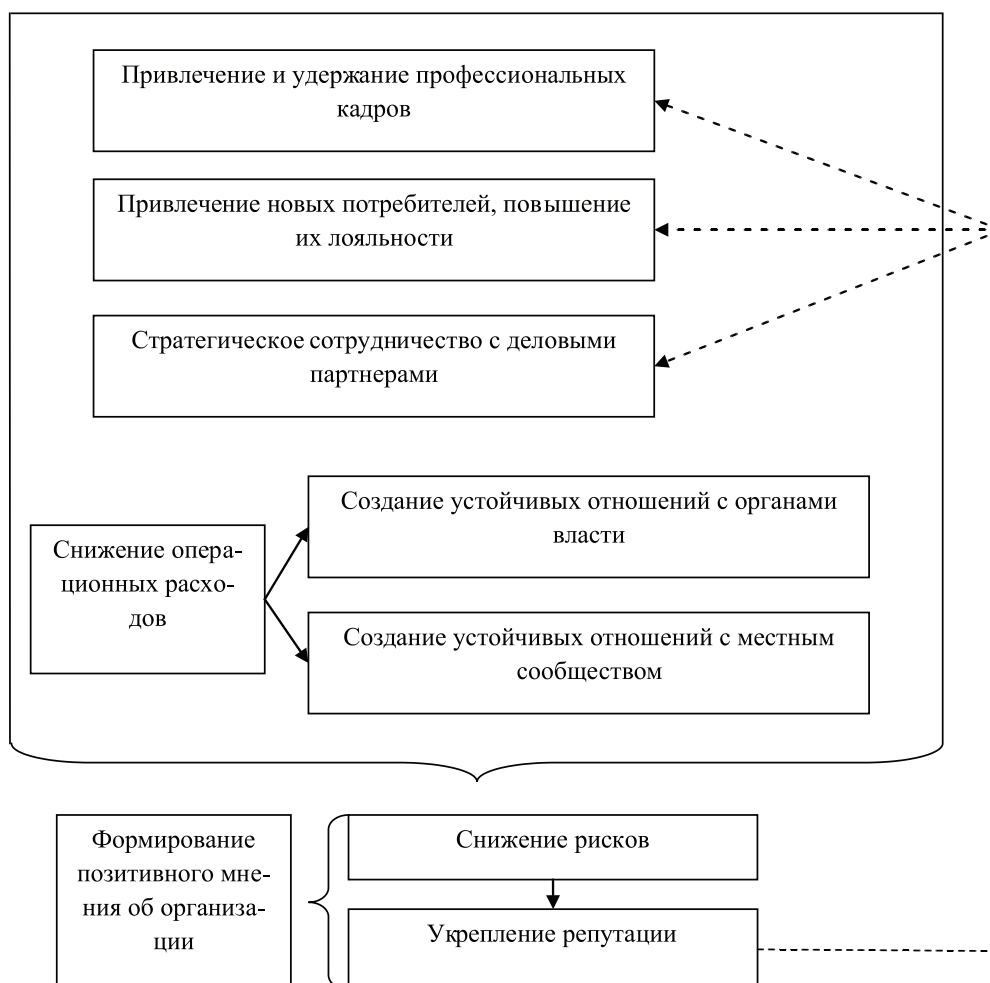 Привлечение и удержание профессиональных
кадров
Привлечение новых потребителей, повышение
их лояльности
Стратегическое сотрудничество с деловыми
партнерами
Снижение опера-
ционных расхо-
дов
Создание устойчивых отношений с органами
власти
Создание устойчивых отношений с местным
сообществом
Формирование
позитивного мне-
ния об организа-
ции
Снижение рисков
Укрепление репутации